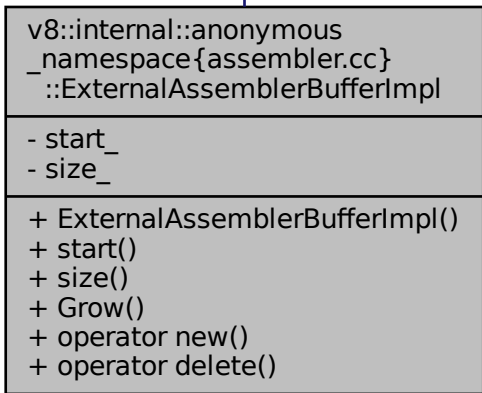 v8::internal::anonymous
_namespace{assembler.cc}
::ExternalAssemblerBufferImpl
- start_
- size_
+ ExternalAssemblerBufferImpl()
+ start()
+ size()
+ Grow()
+ operator new()
+ operator delete()